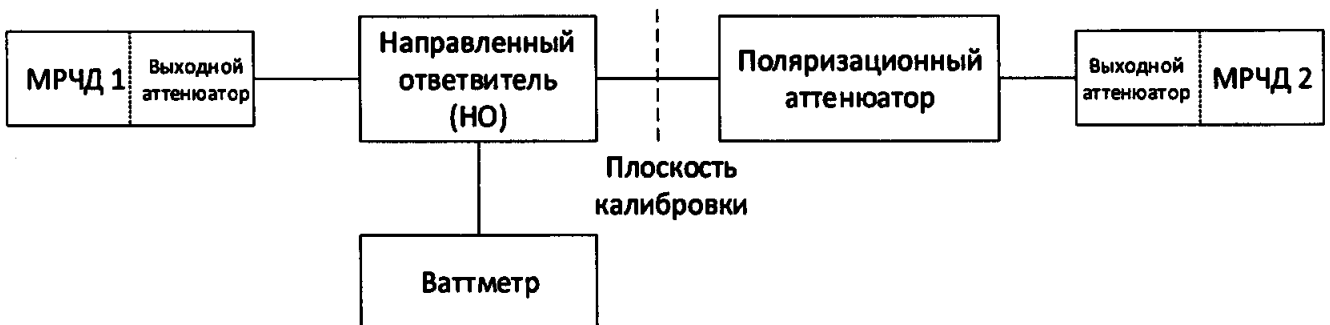 МРЧД 1
Выходной
аттенюатор
Направленный
ответвитель
(НО)
Поляризационный
аттенюатор
Выходной
аттенюатор
МРЧД 2
Плоскость
калибровки
Ваттметр